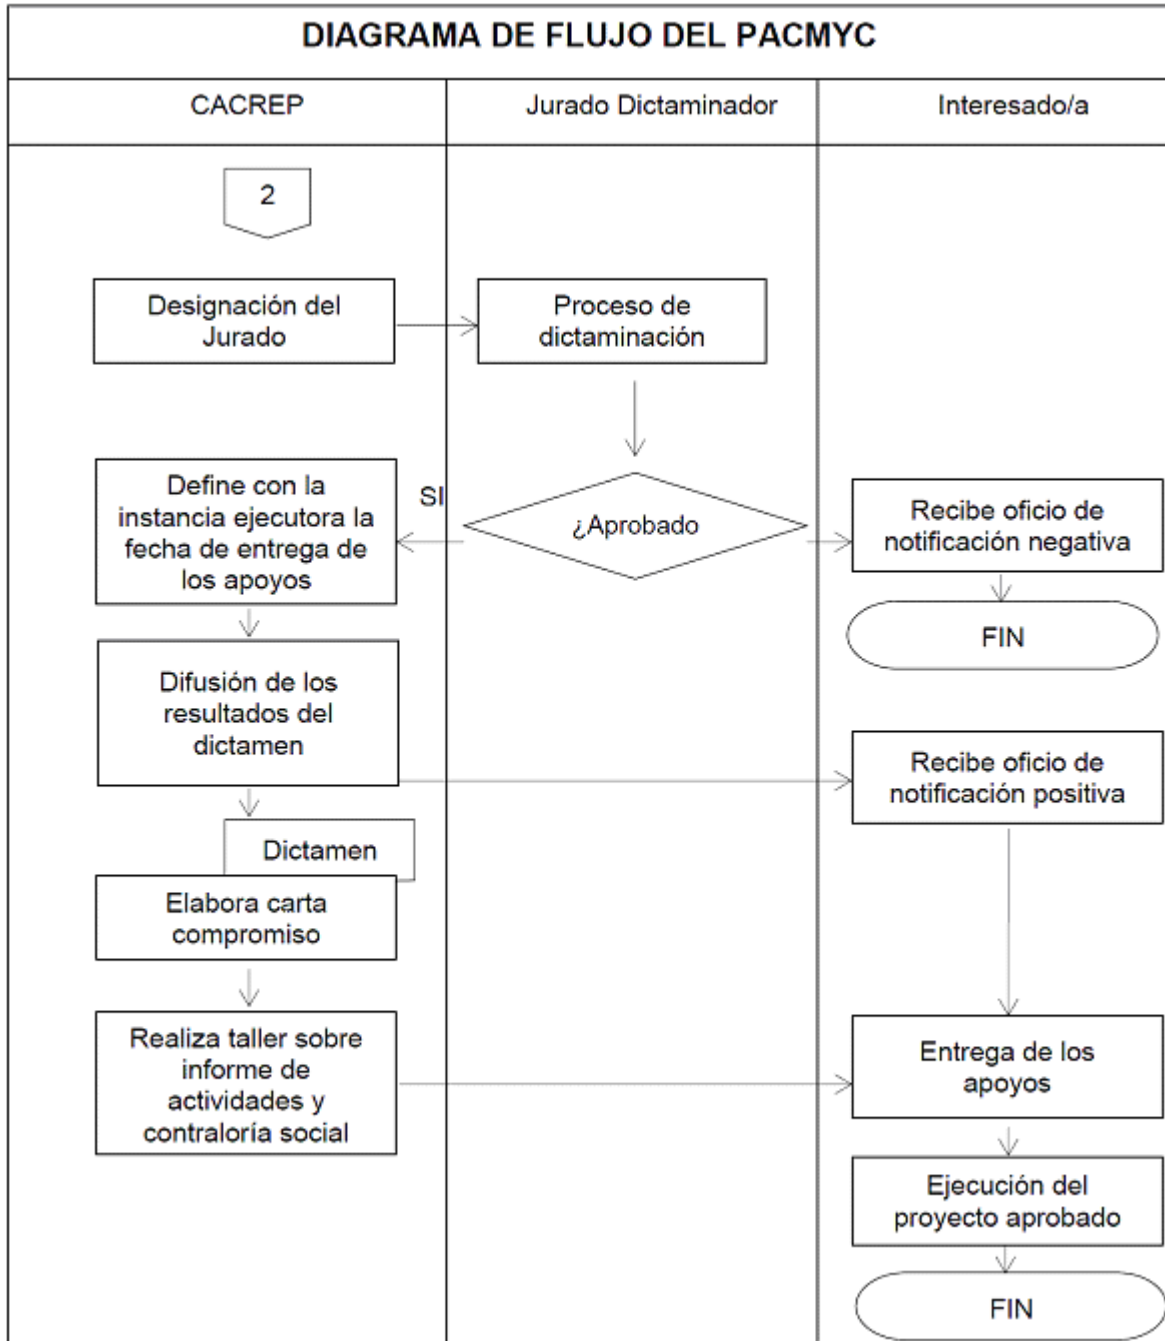 DIAGRAMA DE FLUJO DEL PACMYC
CACREP
Jurado Dictaminador
Interesado/a
2
Designación del
Jurado
Proceso de
dictaminación
Define con la
instancia ejecutora la
fecha de entrega de
los apoyos
SI
¿Aprobado
Recibe oficio de
notificación negativa
FIN
Difusión de los
resultados del
dictamen
Recibe oficio de
notificación positiva
Dictamen
Elabora carta
compromiso
Realiza taller sobre
informe de
actividades y
contraloría social
Entrega de los
apoyos
Ejecución del
proyecto aprobado
FIN